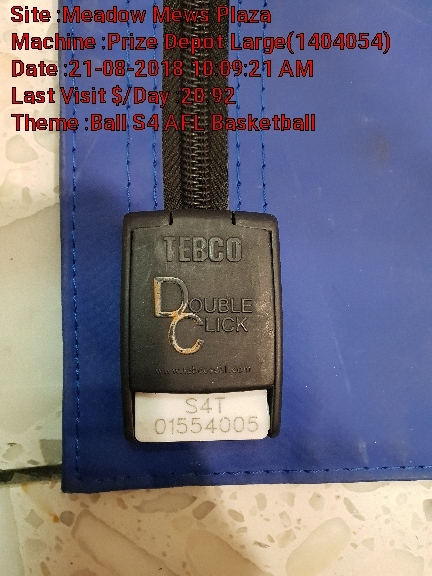 Site :Meadow Mews Plaza
Machine :Prize Depot Large(1404054)
Date :21-08-2018 10:09:21 AM
Last Visit $/Day :20.92
Theme :Ball S4 AFL Basketball
TEBCO
DOUBLE
CLICK
S4T
01554005